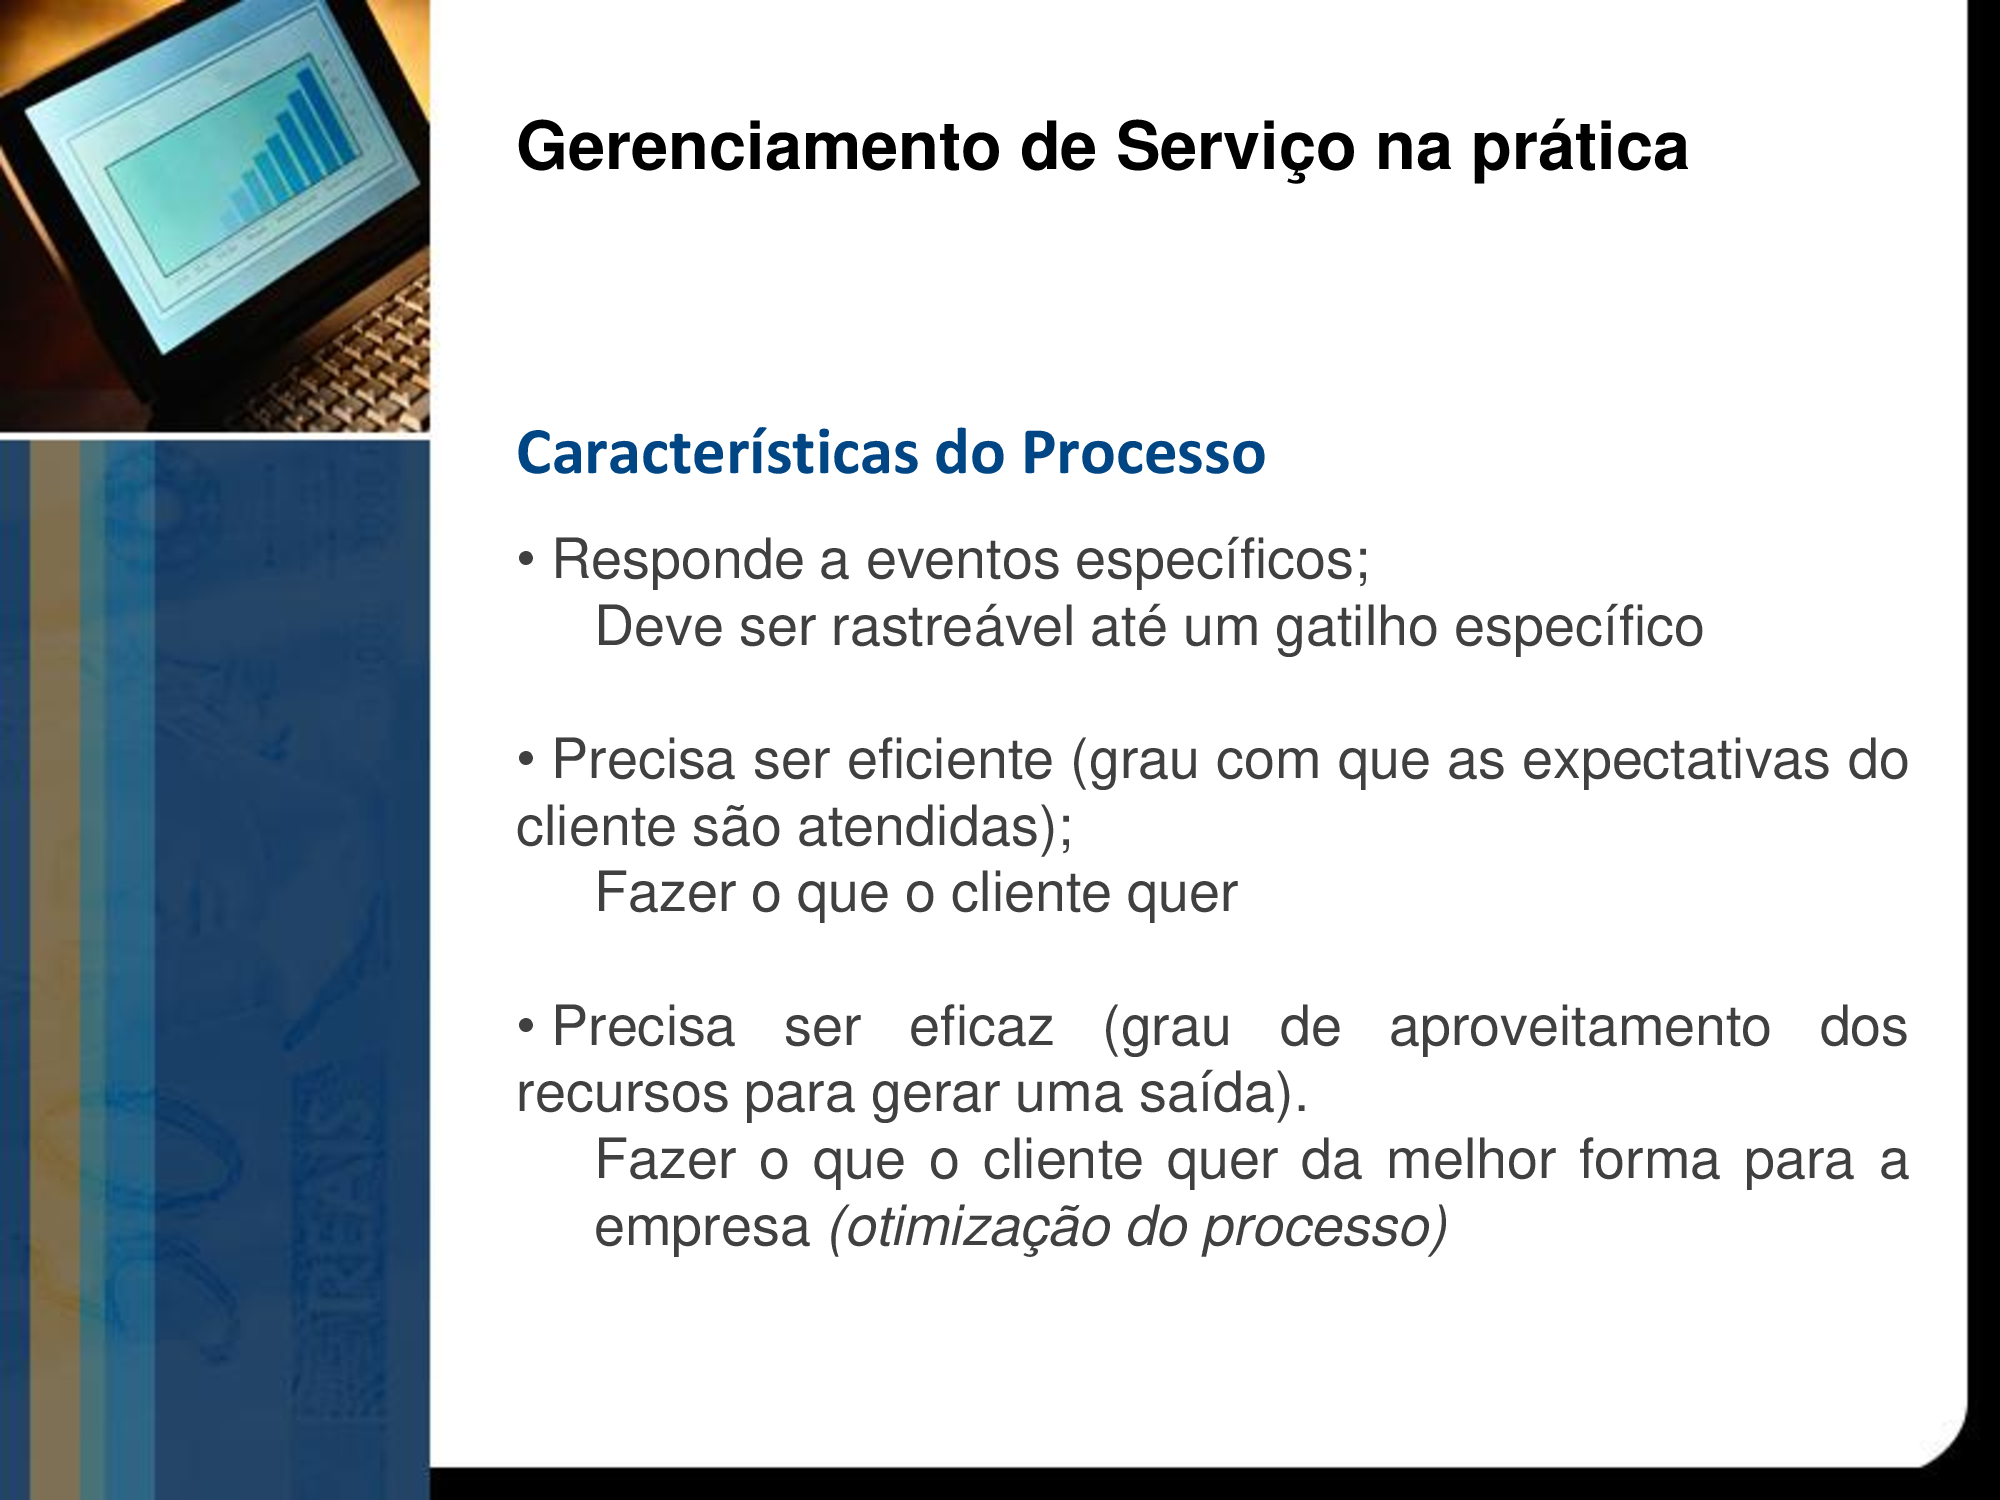 Gerenciamento de Serviço na prática
Características do Processo
• Responde a eventos específicos;
Deve ser rastreável até um gatilho específico
• Precisa ser eficiente (grau com que as expectativas do
cliente são atendidas);
Fazer o que o cliente quer
• Precisa ser eficaz (grau de aproveitamento dos
recursos para gerar uma saída).
Fazer o que o cliente quer da melhor forma para a
empresa (otimização do processo)
REAIS